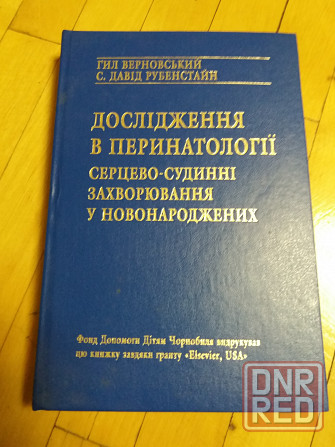 ГИЛ ВЕРНОВСЬКИЙ
С. ДАВІД РУБЕНСТАЙН
ДОСЛІДЖЕННЯ
В ПЕРИНАТОЛОГІЇ
СЕРЦЕВО-СУДИННІ
ЗАХВОРЮВАННЯ
У НОВОНАРОДЖЕНИХ
Фонд Допомоги Дітям Чорнобиля видрукував
цю книжку завдяки гранту «Elsevier, USA»
DNR
RED